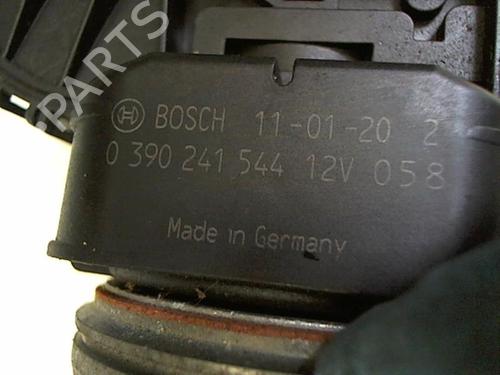 PARTS
BOSCH 11-01-20 2
0 390 241 544 12V 058
Made in Germany